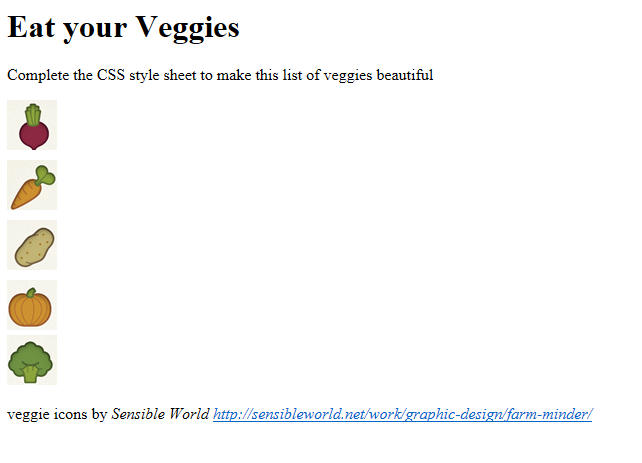 Eat your Veggies
Complete the CSS style sheet to make this list of veggies beautiful
veggie icons by Sensible World http://sensibleworld.net/work/graphic-design/farm-minder/